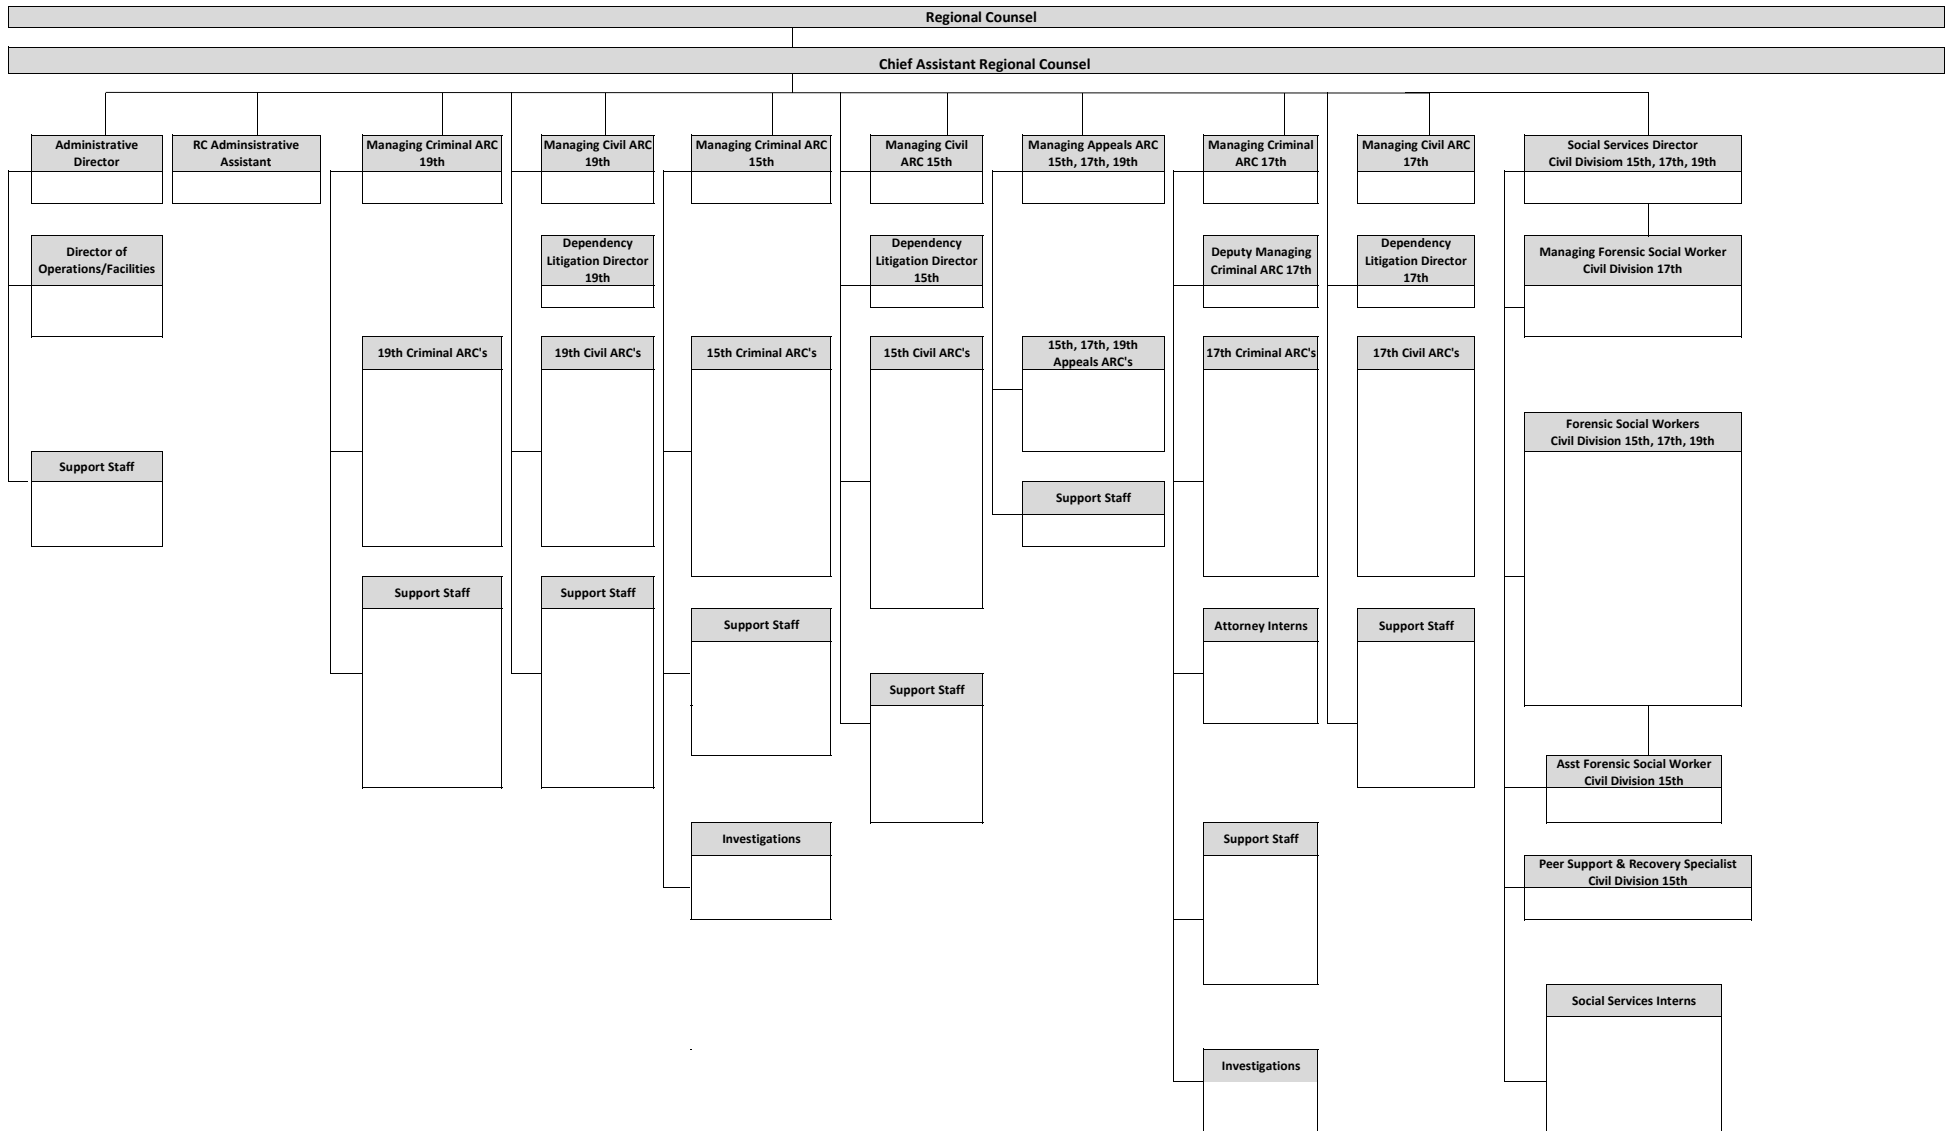 Regional Counsel
Chief Assistant Regional Counsel
Administrative
Director
RC Adminsistrative
Assistant
Managing Criminal ARC
19th
Managing Civil ARC
19th
Managing Criminal ARC
15th
Managing Civil
ARC 15th
Managing Appeals ARC
15th, 17th, 19th
Managing Criminal
ARC 17th
Managing Civil ARC
17th
Social Services Director
Civil Divisiom 15th, 17th, 19th
Director of
Operations/Facilities
Dependency
Litigation Director
19th
Dependency
Litigation Director
15th
Deputy Managing
Criminal ARC 17th
Dependency
Litigation Director
17th
Managing Forensic Social Worker
Civil Division 17th
19th Criminal ARC's
19th Civil ARC's
15th Criminal ARC's
15th Civil ARC's
15th, 17th, 19th
Appeals ARC's
17th Criminal ARC's
17th Civil ARC's
Forensic Social Workers
Civil Division 15th, 17th, 19th
Support Staff
Support Staff
Support Staff
Support Staff
Support Staff
Attorney Interns
Support Staff
Support Staff
Asst Forensic Social Worker
Civil Division 15th
Investigations
Support Staff
Peer Support & Recovery Specialist
Civil Division 15th
Social Services Interns
Investigations